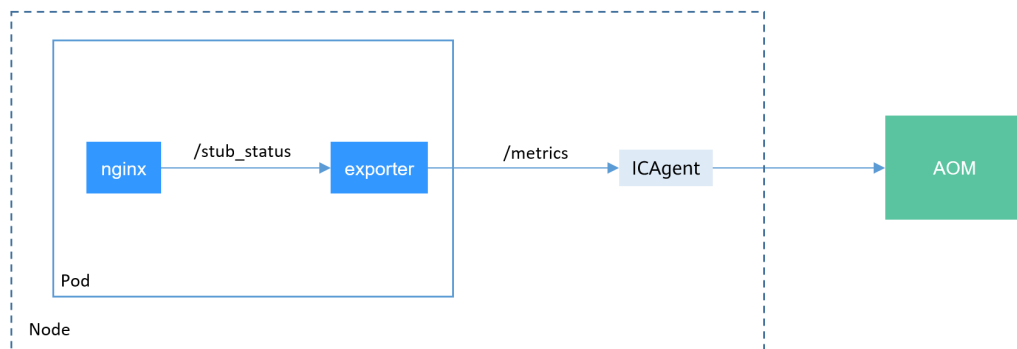 /stub_status
/metrics
nginx
exporter
ICAgent
AOM
Pod
Node